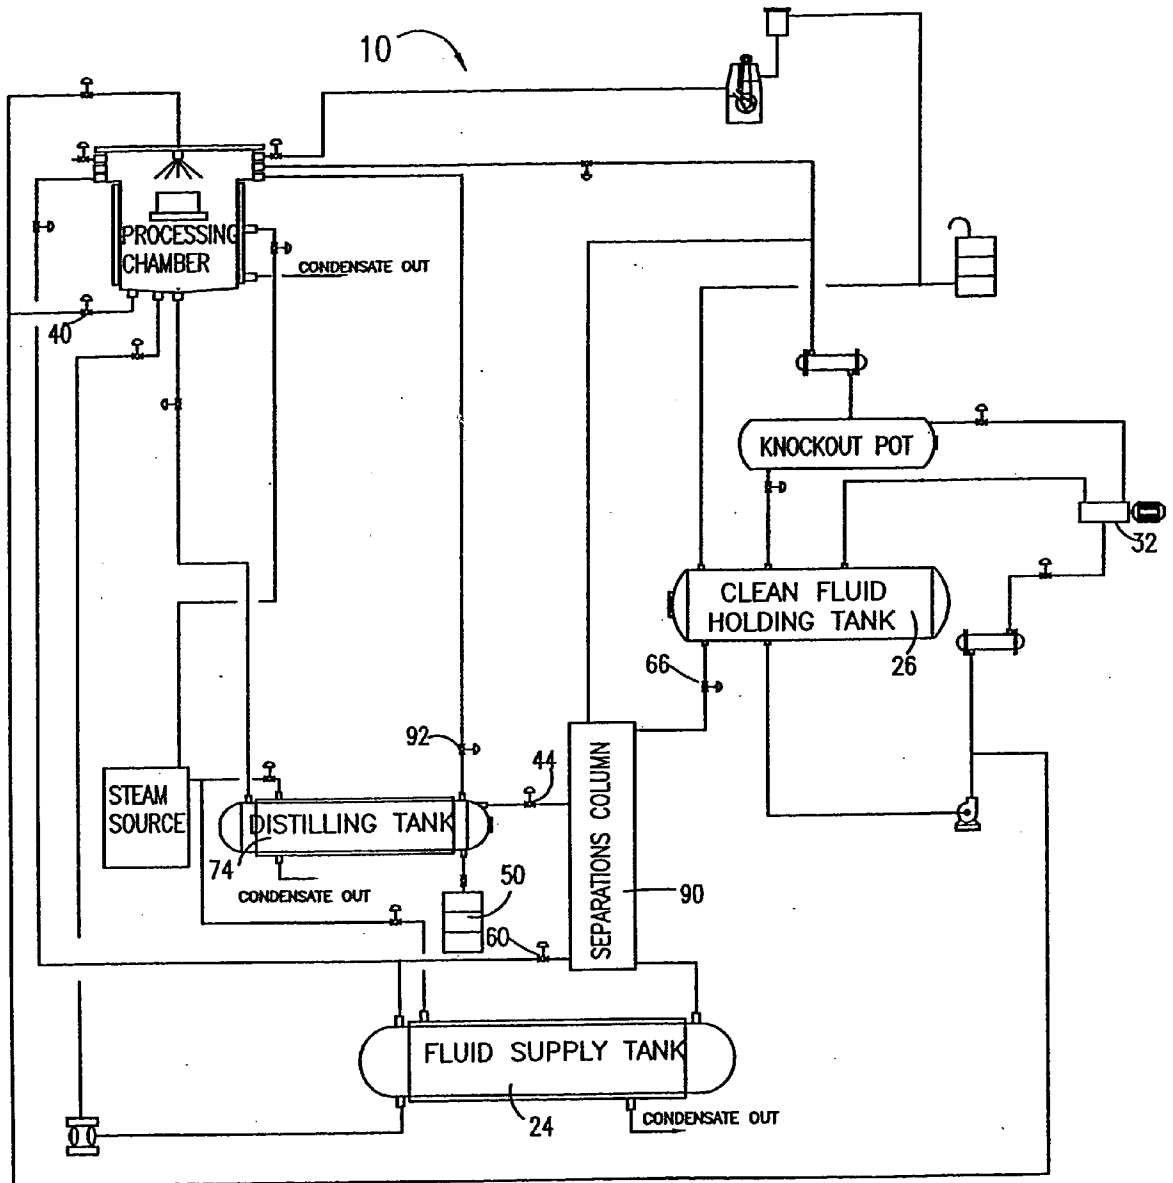 10
PROCESSING
CHAMBER
CONDENSATE OUT
40
KNOCKOUT POT
32
CLEAN FLUID
HOLDING TANK
26
66
92
44
STEAM
SOURCE
DISTILLING TANK
74
CONDENSATE OUT
50
SEPARATIONS COLUMN
90
60
FLUID SUPPLY TANK
24
CONDENSATE OUT